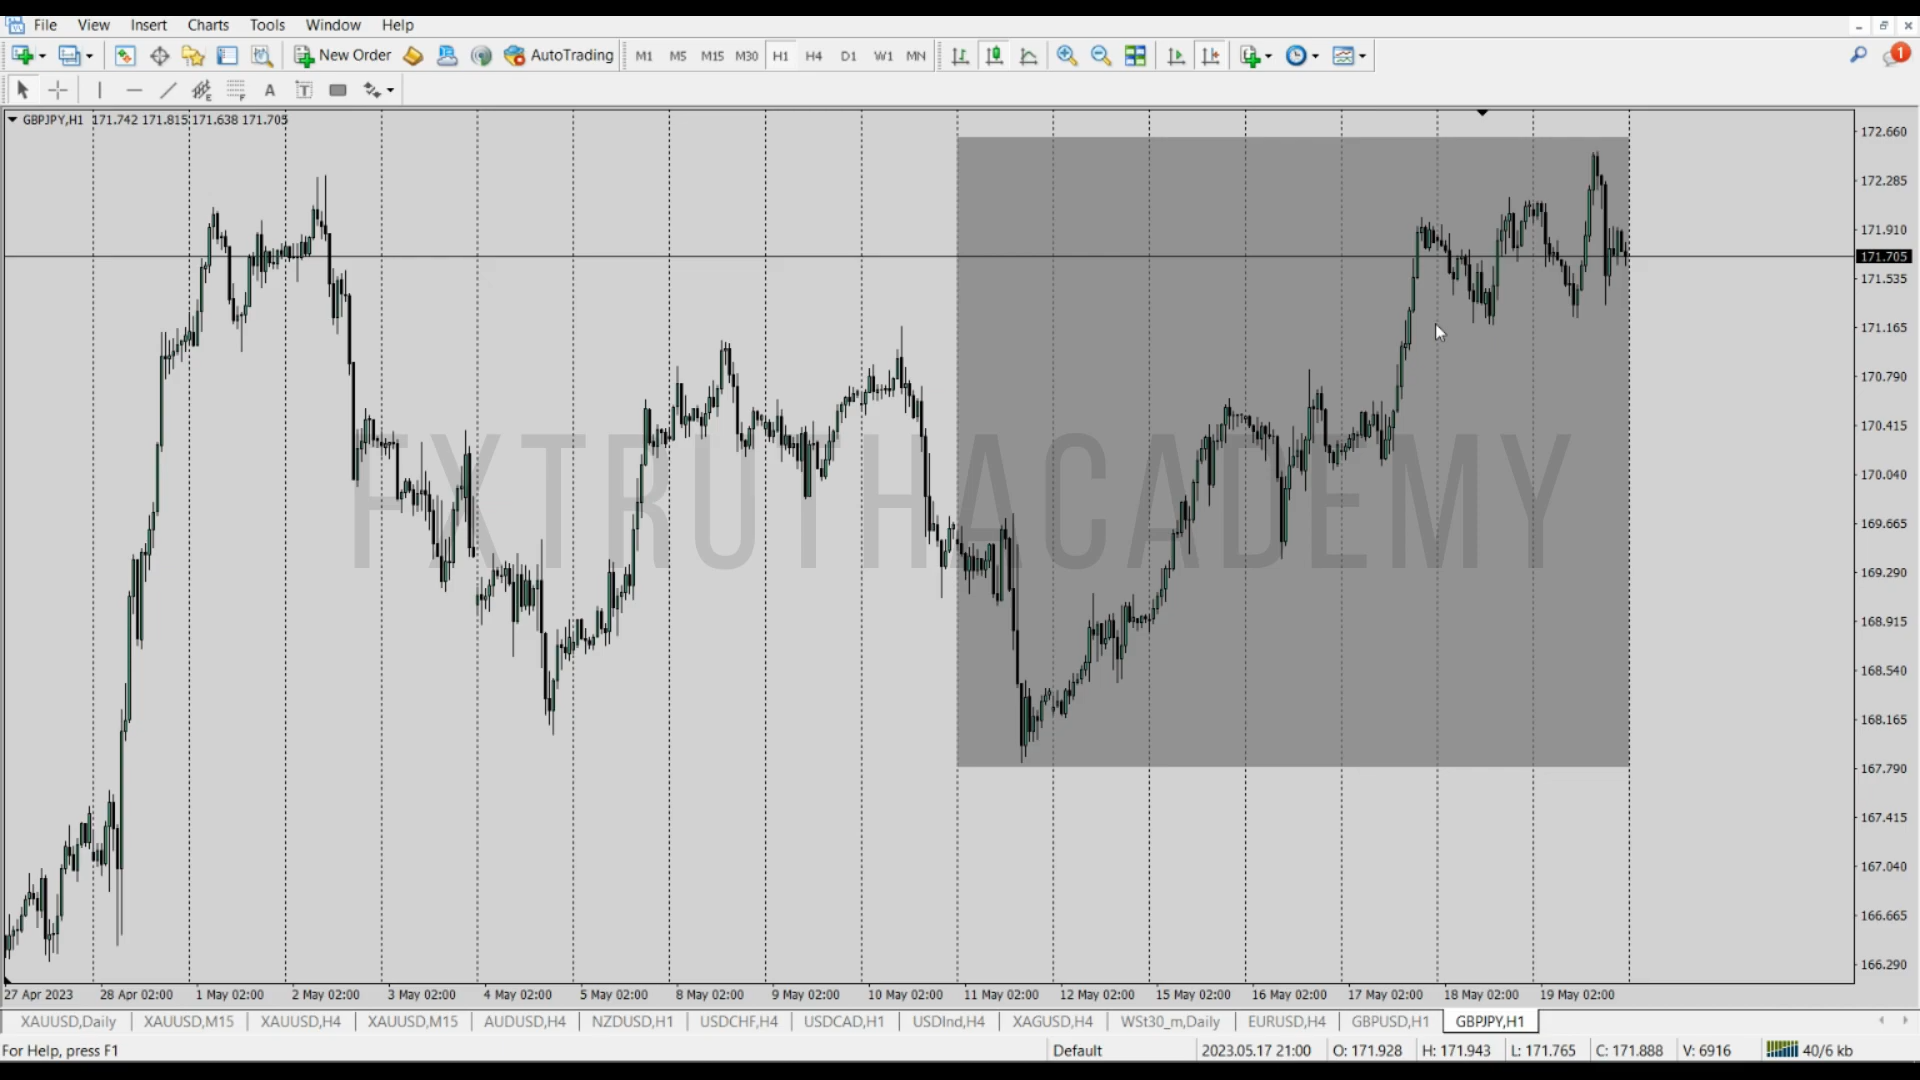 File View Insert Charts Tools Window Help
New Order AutoTrading M1 M5 M15 M30 H1 H4 D1 W1 MN 1
GBPJPY,H1 171.742 171.815 171.638 171.705
172.660
172.285
171.910
171.705
171.535
171.165
170.790
170.415
170.040
169.665
169.290
168.915
168.540
168.165
167.790
167.415
167.040
166.665
166.290
FXTRUTHACADEMY
27 Apr 2023 28 Apr 02:00 1 May 02:00 2 May 02:00 3 May 02:00 4 May 02:00 5 May 02:00 8 May 02:00 9 May 02:00 10 May 02:00 11 May 02:00 12 May 02:00 15 May 02:00 16 May 02:00 17 May 02:00 18 May 02:00 19 May 02:00
XAUUSD,Daily XAUUSD,M15 XAUUSD,H4 XAUUSD,M15 AUDUSD,H4 NZDUSD,H1 USDCHF,H4 USDCAD,H1 USDInd,H4 XAGUSD,H4 WSt30_m,Daily EURUSD,H4 GBPUSD,H1 GBPJPY,H1
For Help, press F1 Default 2023.05.17 21:00 O: 171.928 H: 171.943 L: 171.765 C: 171.888 V: 6916 40/6 kb